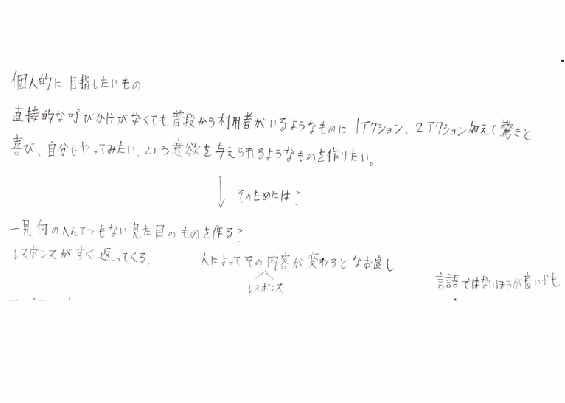 個人的に目指したいもの
直接的な呼びかけがなくても普段から利用者がいるようなものに1アクション、2アクション加えて驚きと
喜び、自分もやってみたい、という意欲を与えられるようなものを作りたい。
そのためには?
一見何のへんてつもない見た目のものを作る?
レスポンスがすぐ返ってくる。 人によってその内容が変わるとなお良し
レスポンス
言語ではないほうが良いかも